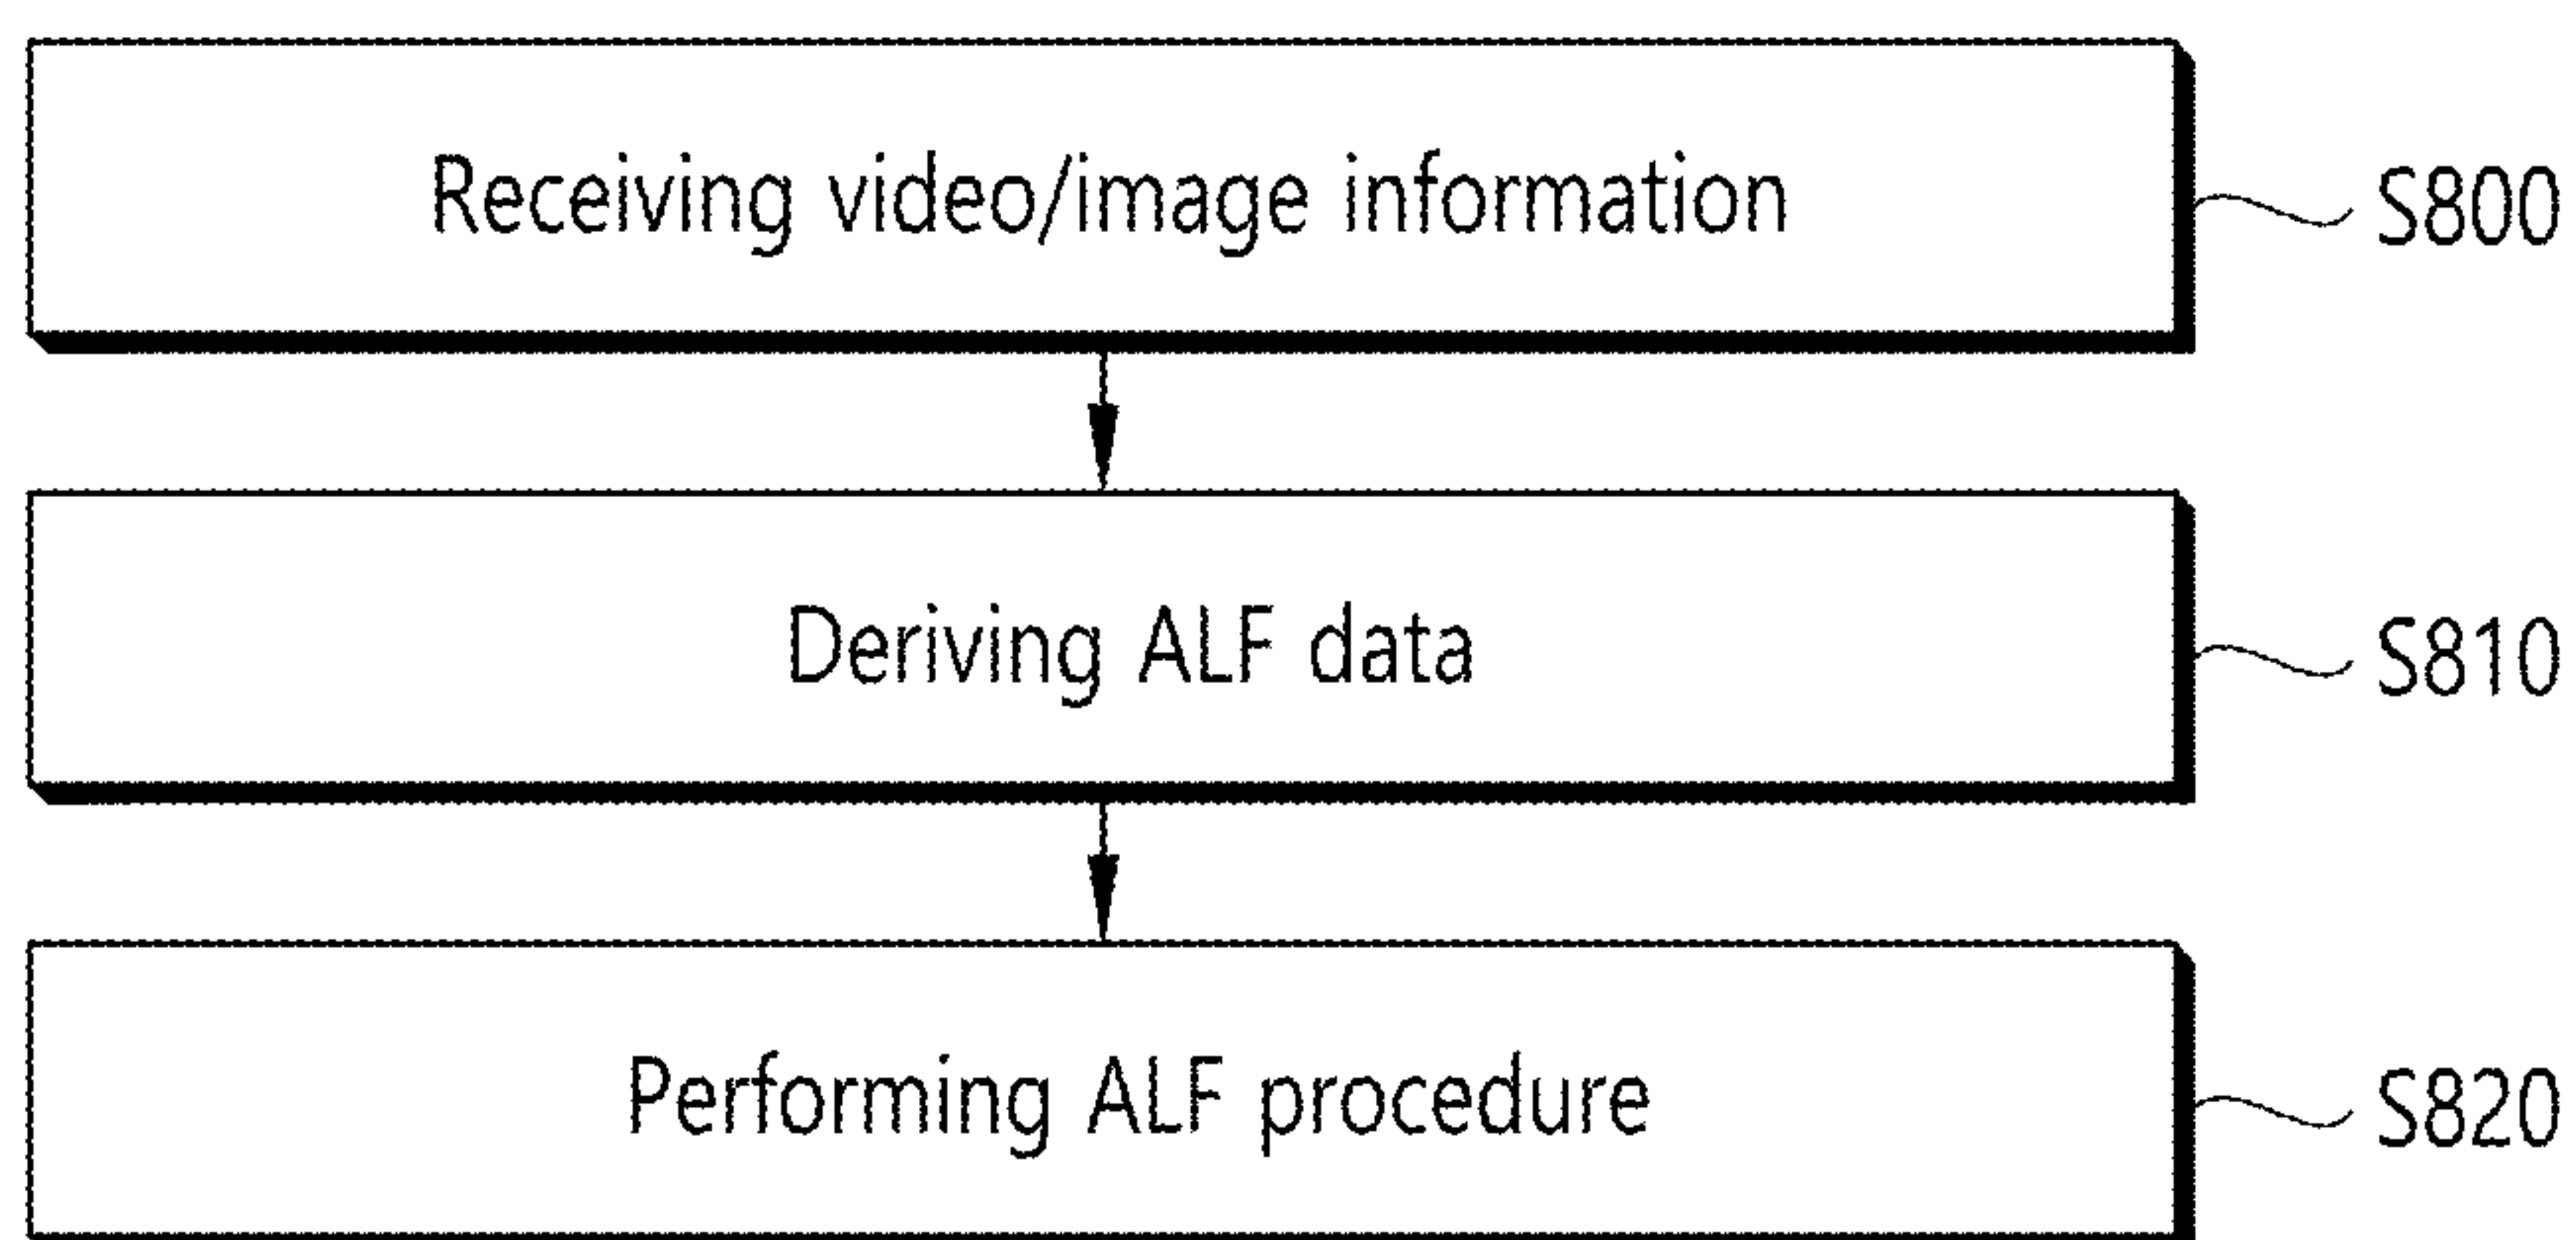 Receiving video/image information
S800
Deriving ALF data
S810
Performing ALF procedure
S820